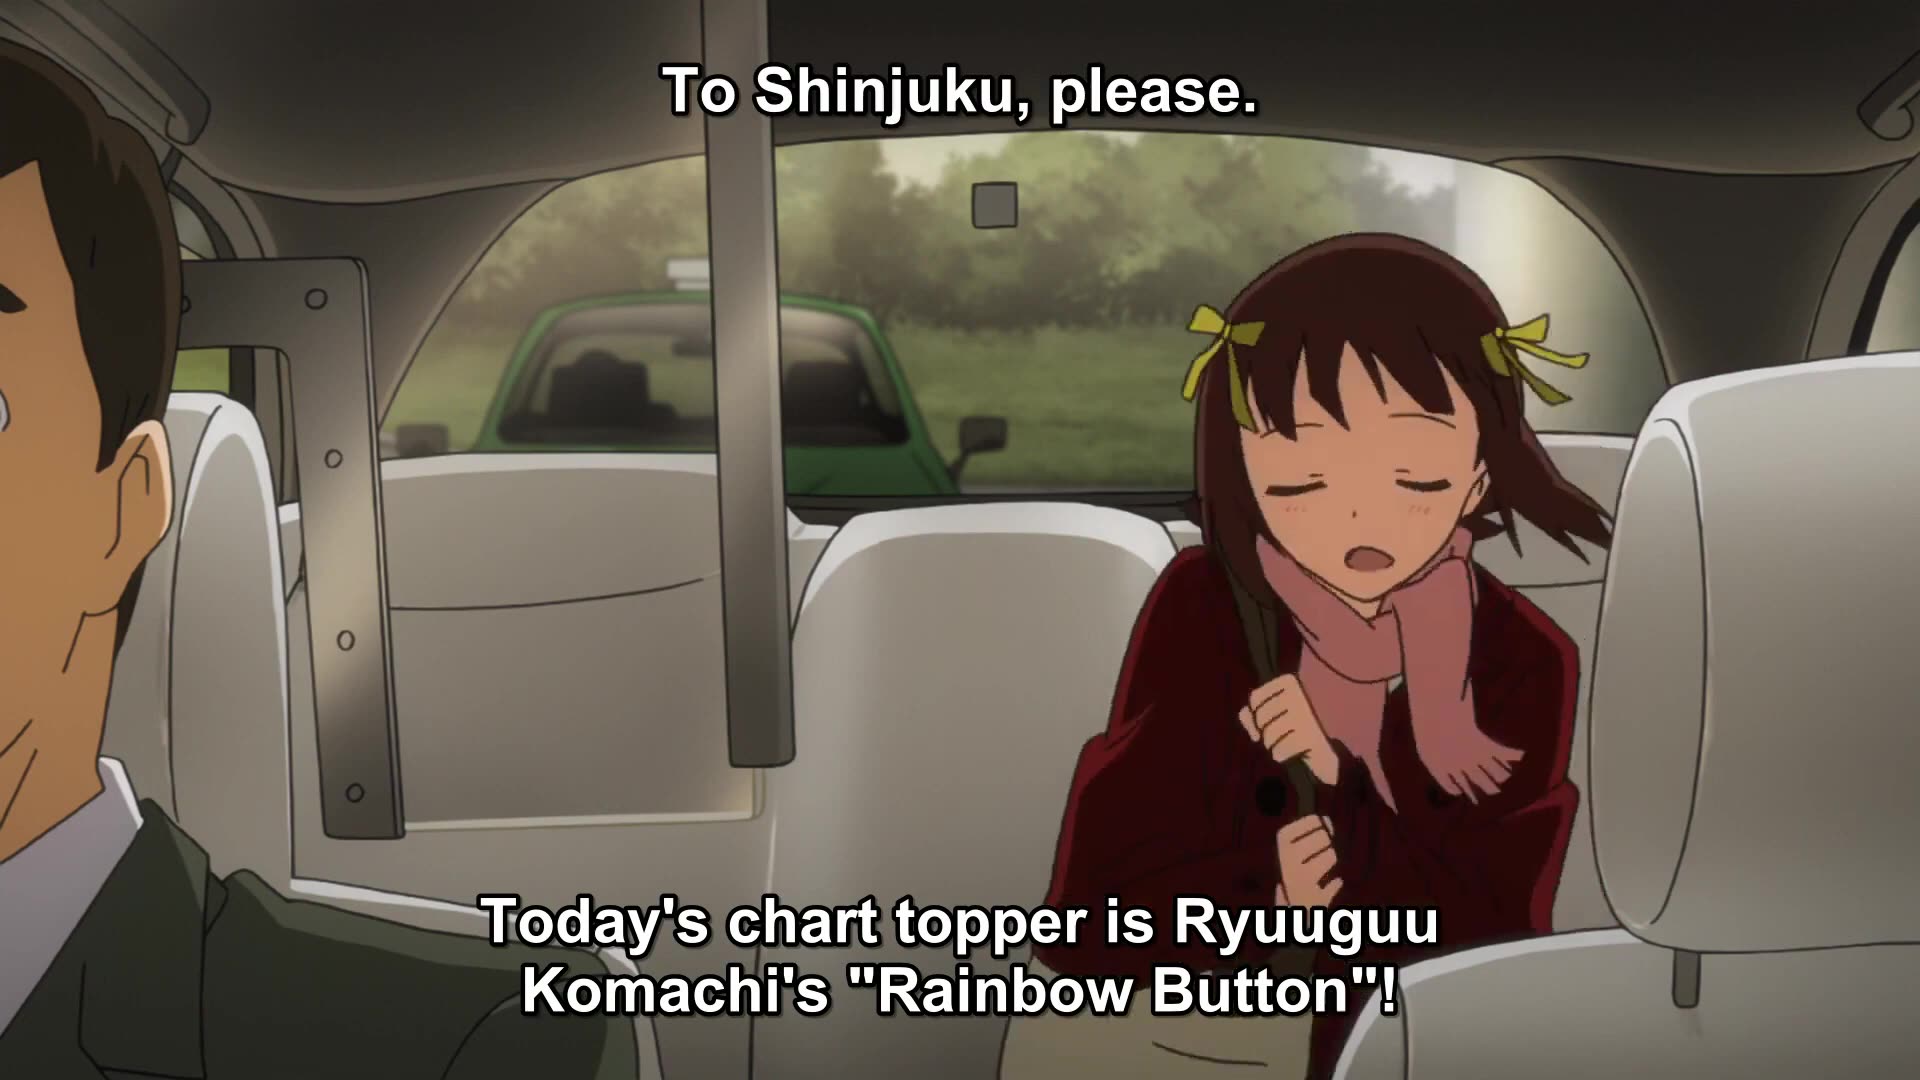 To Shinjuku, please.
Today's chart topper is Ryuuguu
Komachi's "Rainbow Button"!